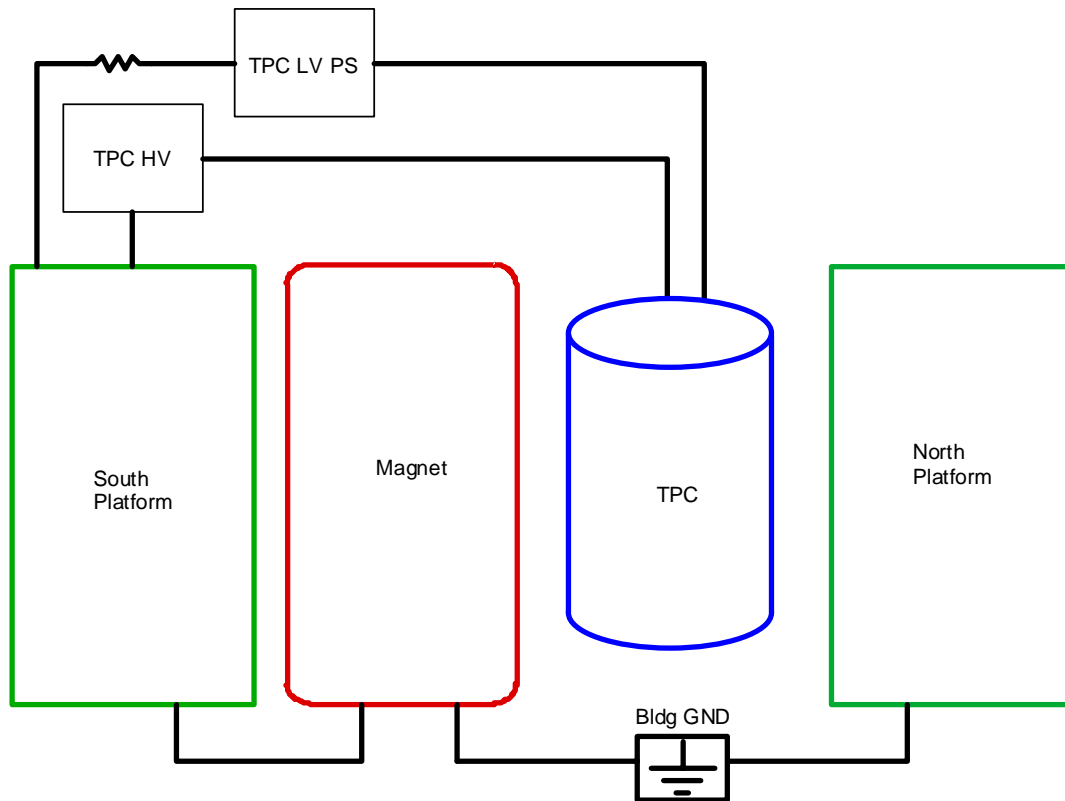 TPC LV PS
TPC HV
South
Platform
Magnet
TPC
North
Platform
Bldg GND